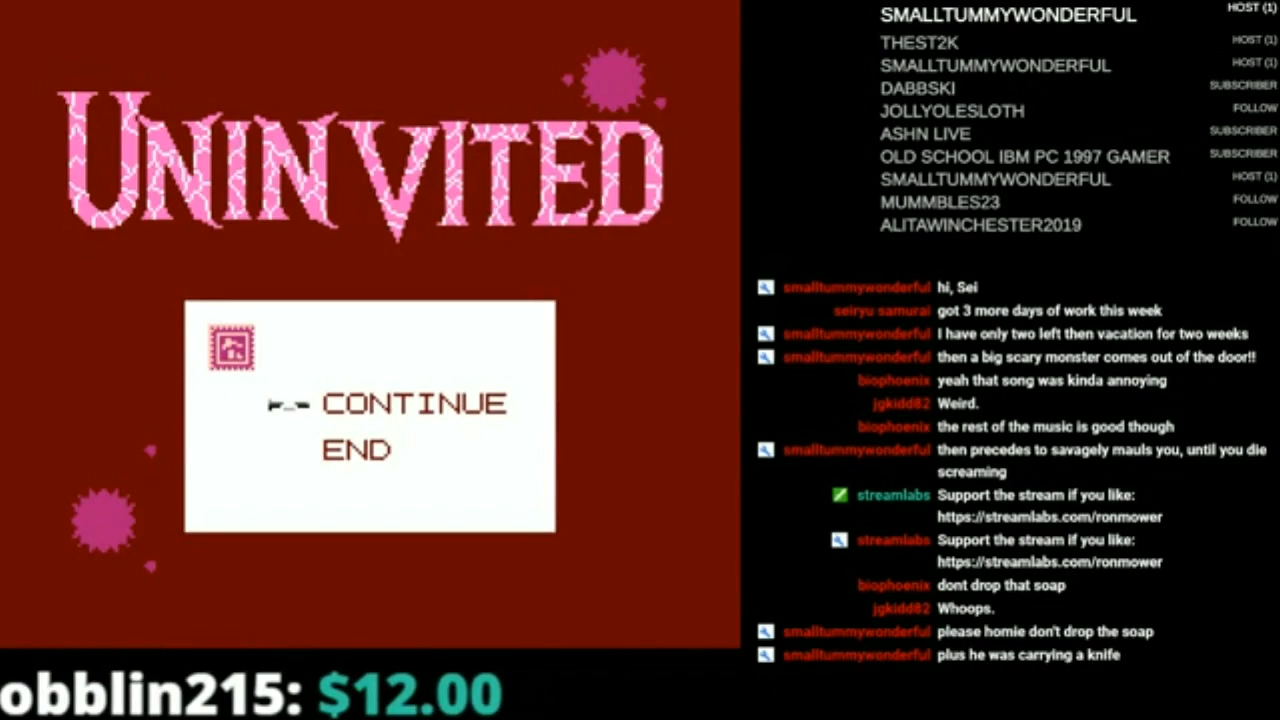 UNINVITED
CONTINUE
END
obblin215: $12.00
SMALLTUMMYWONDERFUL HOST (1)
THEST2K HOST (1)
SMALLTUMMYWONDERFUL HOST (1)
DABBSKI SUBSCRIBER
JOLLYOLESLOTH FOLLOW
ASHN LIVE SUBSCRIBER
OLD SCHOOL IBM PC 1997 GAMER SUBSCRIBER
SMALLTUMMYWONDERFUL HOST (1)
MUMMBLES23 FOLLOW
ALITAWINCHESTER2019 FOLLOW
smalltummywonderful hi, Sei
seiryu samurai got 3 more days of work this week
smalltummywonderful I have only two left then vacation for two weeks
smalltummywonderful then a big scary monster comes out of the door!!
biophoenix yeah that song was kinda annoying
jgkidd82 Weird.
biophoenix the rest of the music is good though
smalltummywonderful then precedes to savagely mauls you, until you die
screaming
streamlabs Support the stream if you like:
https://streamlabs.com/ronmower
streamlabs Support the stream if you like:
https://streamlabs.com/ronmower
biophoenix dont drop that soap
jgkidd82 Whoops.
smalltummywonderful please homie don't drop the soap
smalltummywonderful plus he was carrying a knife